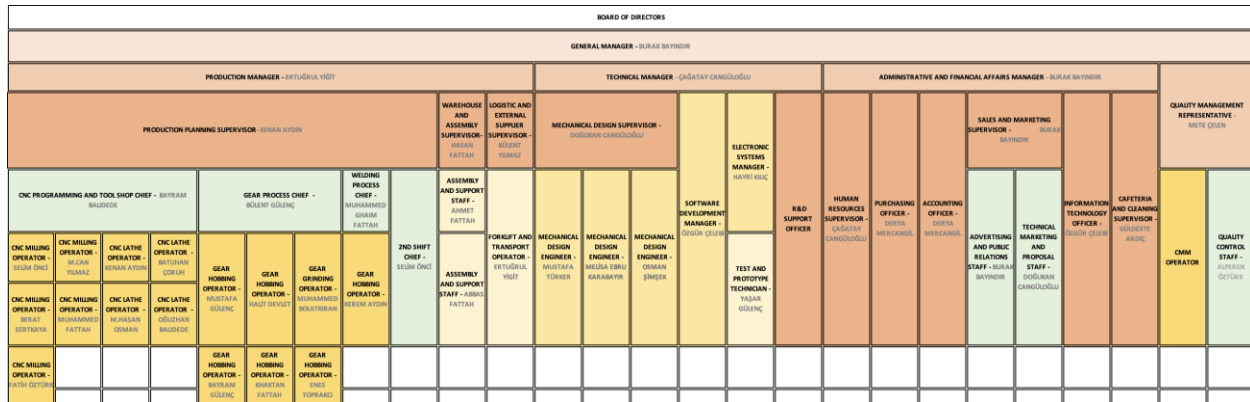 BOARD OF DIRECTORS
GENERAL MANAGER - BURAK BAYINDIR
PRODUCTION MANAGER - ERTUĞRUL YİĞİT
TECHNICAL MANAGER - ÇAĞATAY CANGÜLOĞLU
ADMINISTRATIVE AND FINANCIAL AFFAIRS MANAGER - BURAK BAYINDIR
QUALITY MANAGEMENT
REPRESENTATIVE -
METE ÇELEN
PRODUCTION PLANNING SUPERVISOR -KENAN AYDIN
WAREHOUSE
AND
ASSEMBLY
SUPERVISOR-
HASAN
FATTAH
LOGISTIC AND
EXTERNAL
SUPPLIER
SUPERVISOR -
BÜLENT
YILMAZ
MECHANICAL DESIGN SUPERVISOR -
DOĞUKAN CANGÜLOĞLU
SOFTWARE
DEVELOPMENT
MANAGER -
ÖZGÜR ÇELEBİ
ELECTRONIC
SYSTEMS
MANAGER -
HAYRİ KILIÇ
R&D
SUPPORT
OFFICER
HUMAN
RESOURCES
SUPERVISOR -
ÇAĞATAY
CANGÜLOĞLU
PURCHASING
OFFICER -
DERYA
MERCANGİL
ACCOUNTING
OFFICER -
DERYA
MERCANGİL
SALES AND MARKETING
SUPERVISOR - BURAK
BAYINDIR
INFORMATION
TECHNOLOGY
OFFICER -
ÖZGÜR ÇELEBİ
CAFETERIA
AND CLEANING
SUPERVISOR -
GÜLDESTE
ARDIÇ
CNC PROGRAMMING AND TOOL SHOP CHIEF - BAYRAM
BALIDEDE
GEAR PROCESS CHIEF -
BÜLENT GÜLENÇ
WELDING
PROCESS
CHIEF -
MUHAMMED
GHAIM
FATTAH
2ND SHIFT
CHIEF -
SELİM ÖNCİ
ASSEMBLY
AND SUPPORT
STAFF -
AHMET
FATTAH
FORKLIFT AND
TRANSPORT
OPERATOR -
ERTUĞRUL
YİGİT
MECHANICAL
DESIGN
ENGINEER -
MUSTAFA
TÜRKER
MECHANICAL
DESIGN
ENGINEER -
MELİSA EBRU
KARABAYIR
MECHANICAL
DESIGN
ENGINEER -
OSMAN
ŞİMŞEK
ADVERTISING
AND PUBLIC
RELATIONS
STAFF - BURAK
BAYINDIR
TECHNICAL
MARKETING
AND
PROPOSAL
STAFF -
DOĞUKAN
CANGÜLOĞLU
CMM
OPERATOR
QUALITY
CONTROL
STAFF -
ALPEREN
ÖZTÜRK
CNC MILLING
OPERATOR -
SELİM ÖNCİ
CNC MILLING
OPERATOR -
M.CAN
YILMAZ
CNC LATHE
OPERATOR -
KENAN AYDIN
CNC LATHE
OPERATOR -
BATUHAN
ÇORUH
GEAR
HOBBING
OPERATOR -
MUSTAFA
GÜLENÇ
GEAR
HOBBING
OPERATOR -
HALİT DEVLET
GEAR
GRINDING
OPERATOR -
MUHAMMED
BOLATKIRAN
GEAR
HOBBING
OPERATOR -
KEREM AYDIN
ASSEMBLY
AND SUPPORT
STAFF - ABBAS
FATTAH
TEST AND
PROTOTYPE
TECHNICIAN -
YAŞAR
GÜLENÇ
CNC MILLING
OPERATOR -
BERAT
SERTKAYA
CNC MILLING
OPERATOR -
MUHAMMED
FATTAH
CNC LATHE
OPERATOR -
M.HASAN
OSMAN
CNC LATHE
OPERATOR -
OĞUZHAN
BALIDEDE
CNC MILLING
OPERATOR -
FATİH ÖZTÜRK
GEAR
HOBBING
OPERATOR -
BAYRAM
GÜLENÇ
GEAR
HOBBING
OPERATOR -
KHAKTAN
FATTAH
GEAR
HOBBING
OPERATOR -
ENES
TOPRAKCI